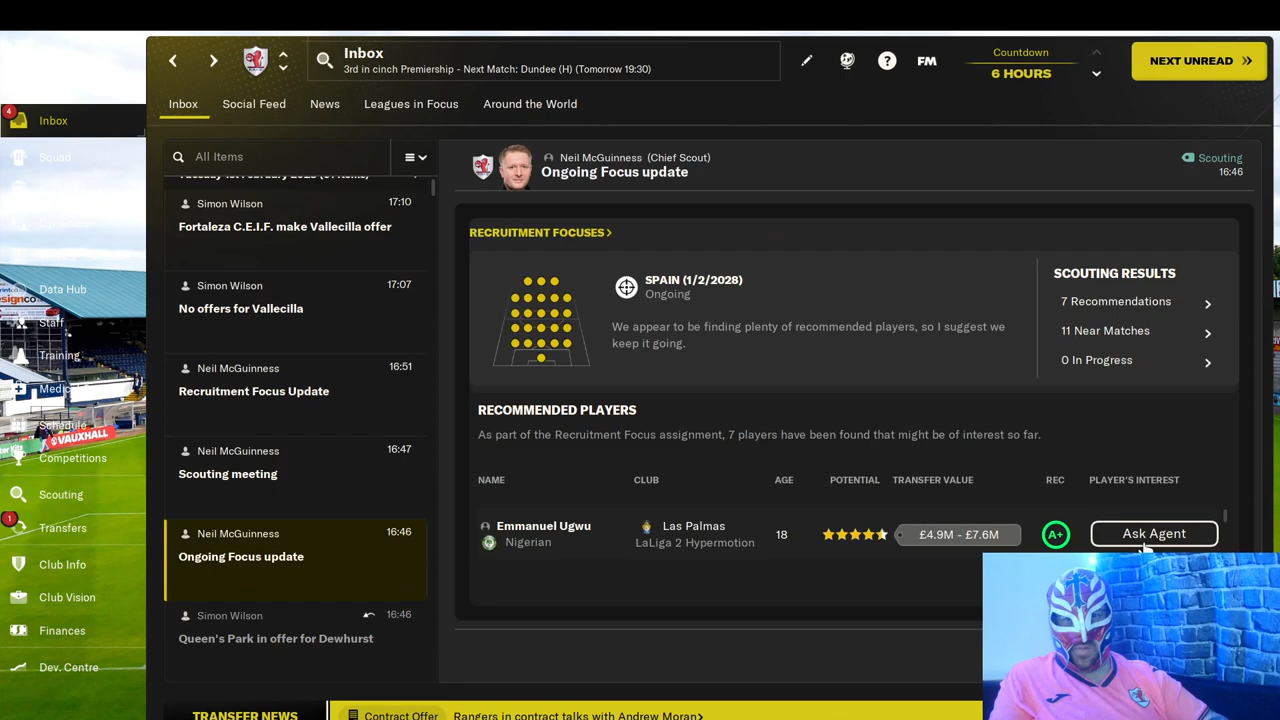 Inbox
3rd in cinch Premiership - Next Match: Dundee (H) (Tomorrow 19:30)
FM
Countdown
6 HOURS
NEXT UNREAD
Inbox
Social Feed
News
Leagues in Focus
Around the World
4
Inbox
Squad
Data Hub
Staff
Training
Schedule
VAUXHALL
Competitions
Scouting
1
Transfers
Club Info
Club Vision
Finances
Dev. Centre
All Items
Simon Wilson 17:10
Fortaleza C.E.I.F. make Vallecilla offer
Simon Wilson 17:07
No offers for Vallecilla
Neil McGuinness 16:51
Recruitment Focus Update
Neil McGuinness 16:47
Scouting meeting
Neil McGuinness 16:46
Ongoing Focus update
Simon Wilson 16:46
Queen's Park in offer for Dewhurst
Neil McGuinness (Chief Scout)
Ongoing Focus update
Scouting
16:46
RECRUITMENT FOCUSES >
SPAIN (1/2/2028)
Ongoing
We appear to be finding plenty of recommended players, so I suggest we
keep it going.
SCOUTING RESULTS
7 Recommendations
11 Near Matches
0 In Progress
RECOMMENDED PLAYERS
As part of the Recruitment Focus assignment, 7 players have been found that might be of interest so far.
NAME CLUB AGE POTENTIAL TRANSFER VALUE REC PLAYER'S INTEREST
Emmanuel Ugwu Las Palmas 18 £4.9M - £7.6M A+ Ask Agent
Nigerian LaLiga 2 Hypermotion
TRANSFER NEWS
Contract Offer
Rangers in contract talks with Andrew Moran>